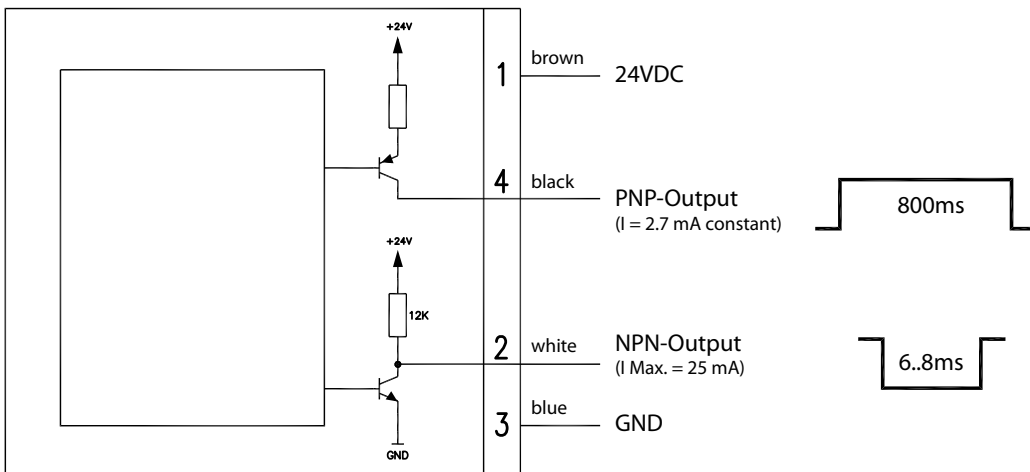 +24V
1
brown
24VDC
4
black
PNP-Output
(I = 2.7 mA constant)
800ms
+24V
12K
2
white
NPN-Output
(I Max. = 25 mA)
6..8ms
3
blue
GND
GND